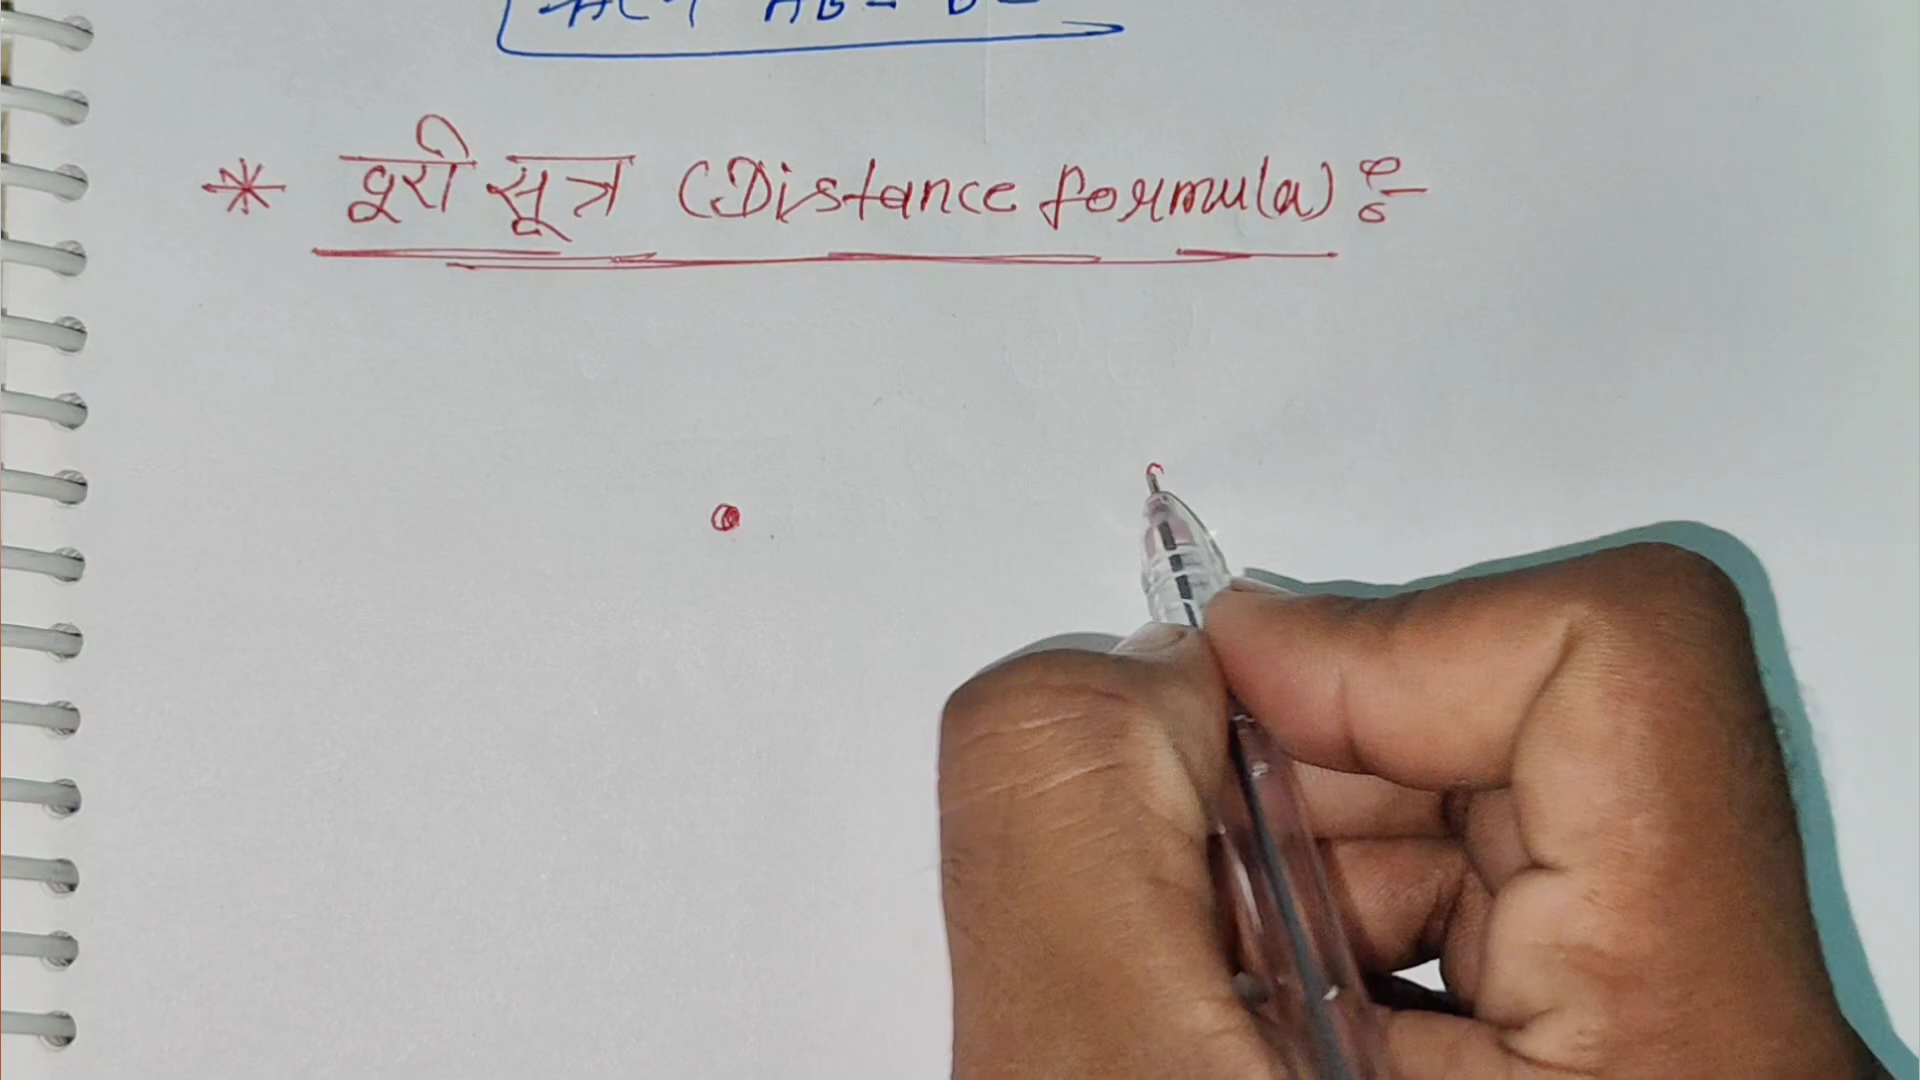 * दूरी सूत्र (Distance formula) :-